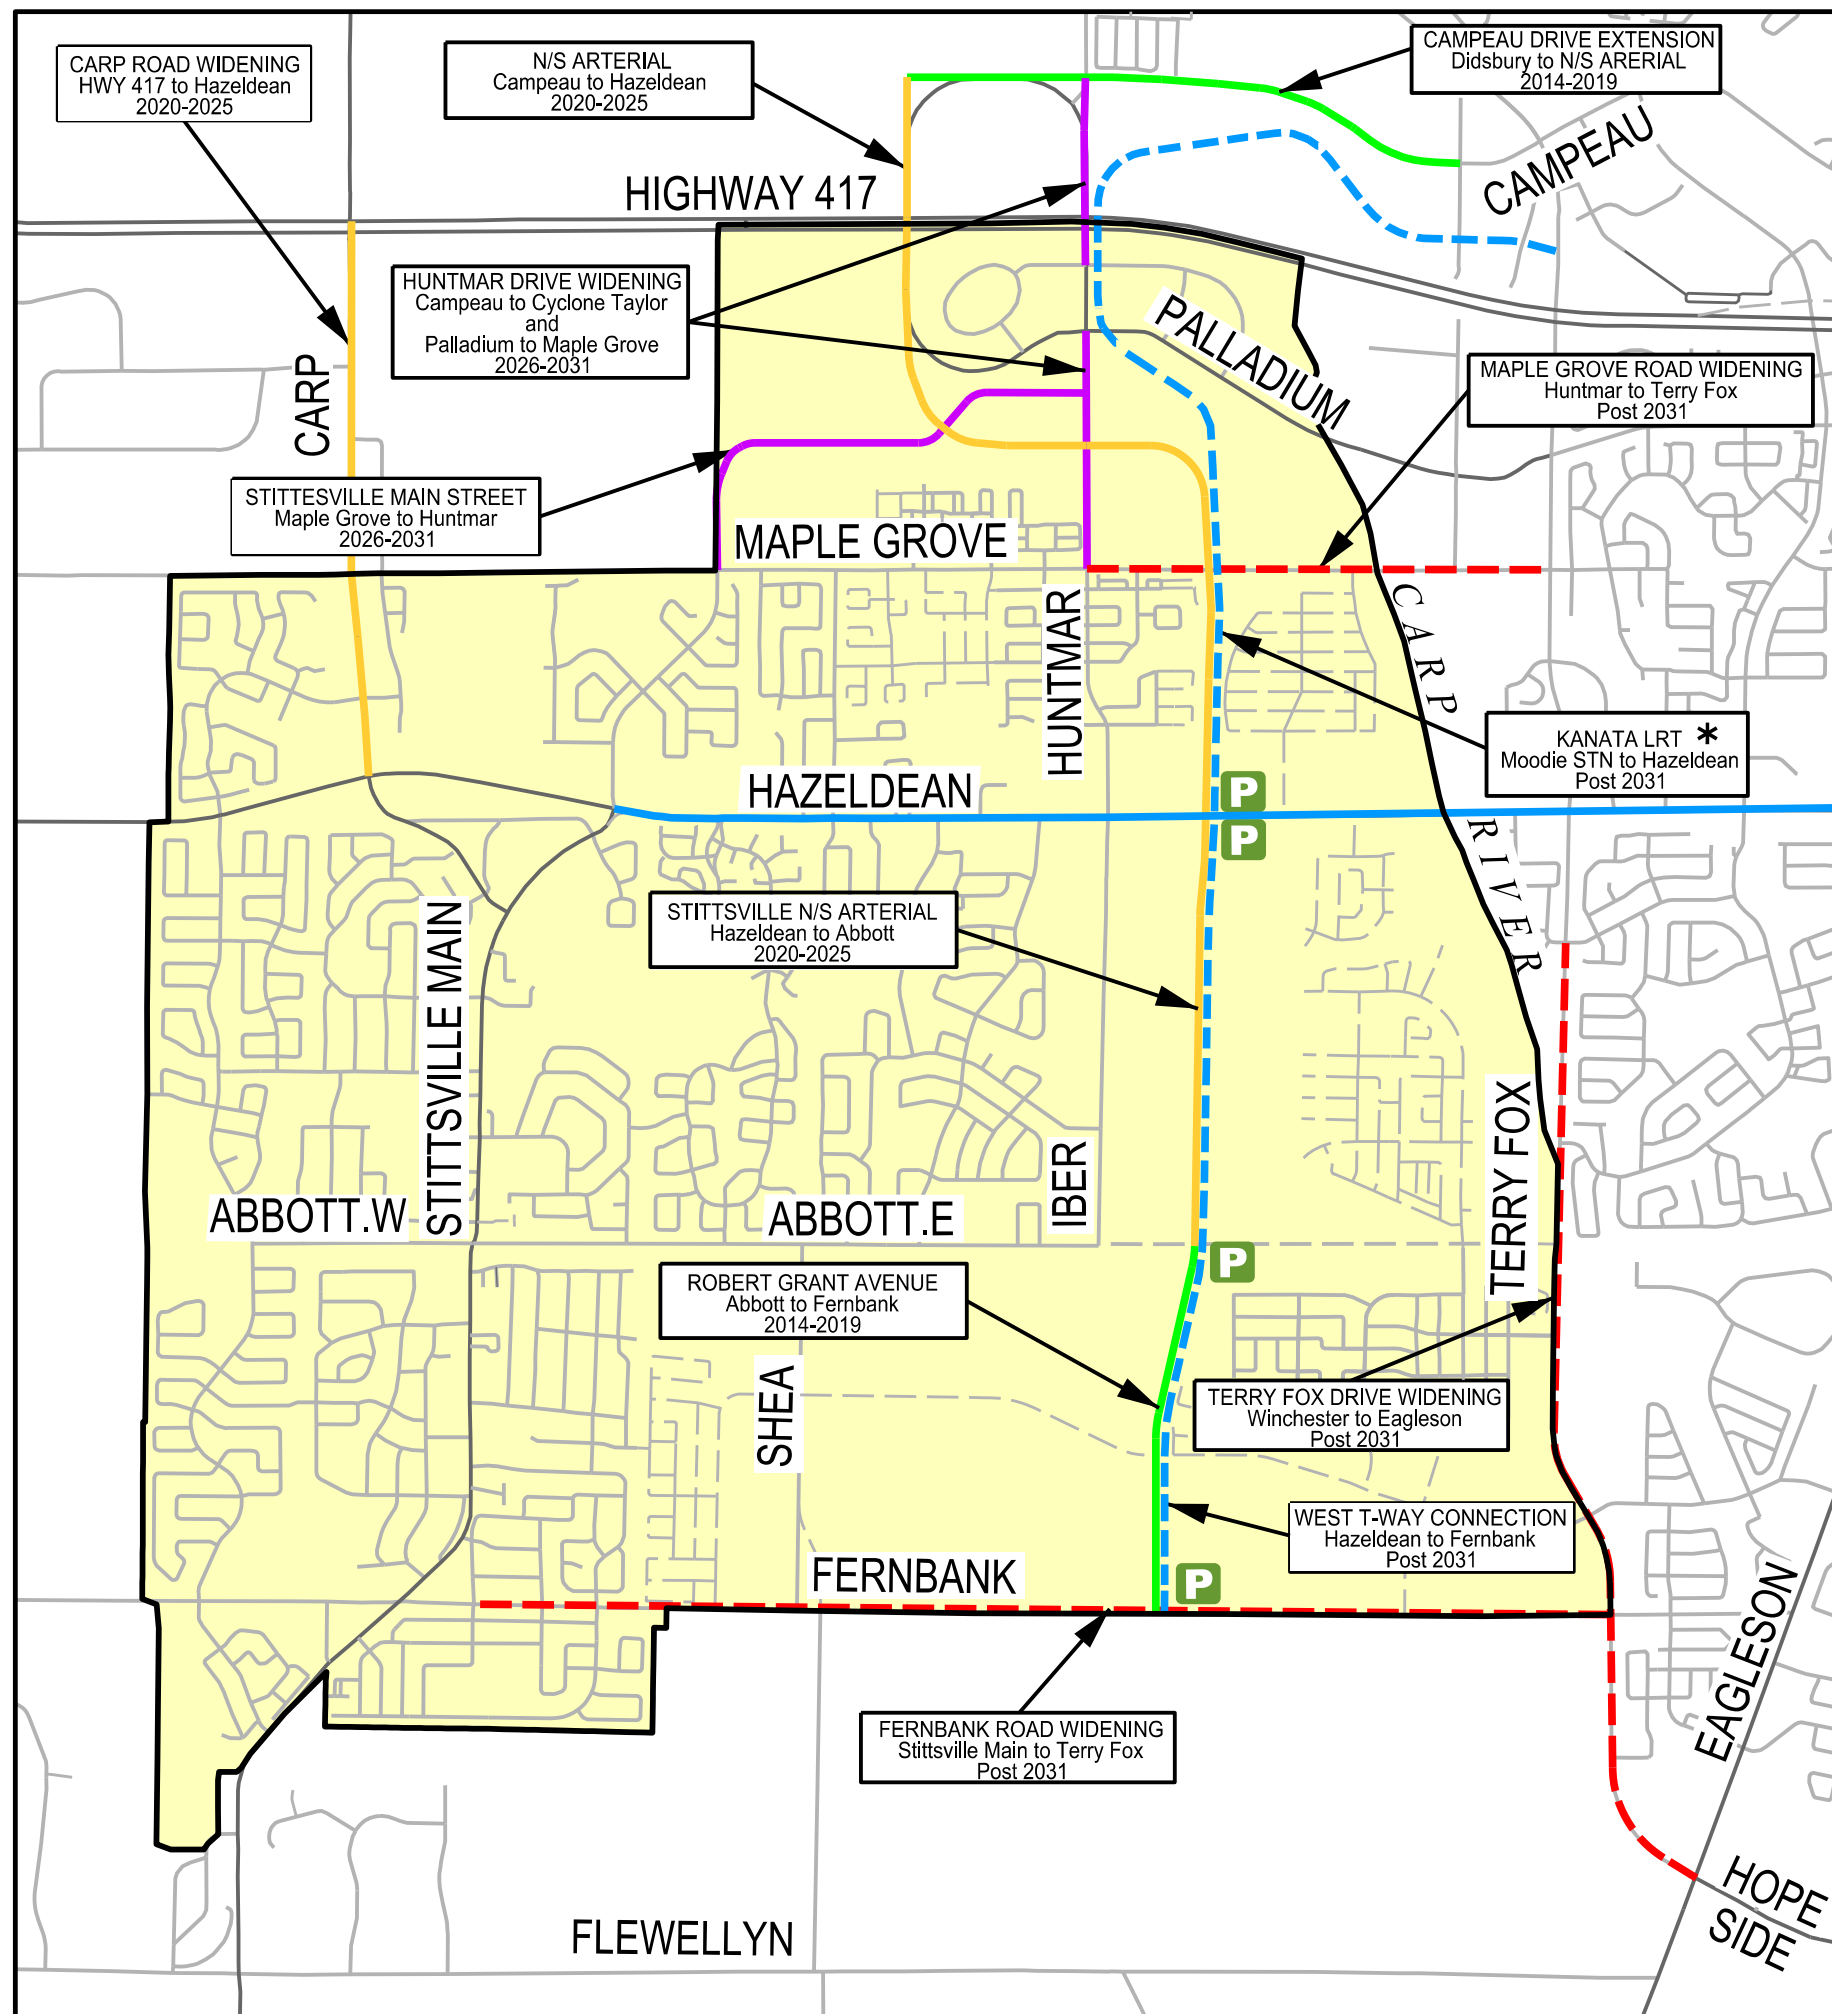 CARP ROAD WIDENING
HWY 417 to Hazeldean
2020-2025
N/S ARTERIAL
Campeau to Hazeldean
2020-2025
CAMPEAU DRIVE EXTENSION
Didsbury to N/S ARERIAL
2014-2019
CAMPEAU
HIGHWAY 417
HUNTMAR DRIVE WIDENING
Campeau to Cyclone Taylor
and
Palladium to Maple Grove
2026-2031
PALLADIUM
CARP
MAPLE GROVE ROAD WIDENING
Huntmar to Terry Fox
Post 2031
STITTESVILLE MAIN STREET
Maple Grove to Huntmar
2026-2031
MAPLE GROVE
HUNTMAR
CARP RIVER
KANATA LRT *
Moodie STN to Hazeldean
Post 2031
HAZELDEAN
P
P
STITTSVILLE N/S ARTERIAL
Hazeldean to Abbott
2020-2025
STITTSVILLE MAIN
IBER
TERRY FOX
ABBOTT.W
ABBOTT.E
P
ROBERT GRANT AVENUE
Abbott to Fernbank
2014-2019
SHEA
TERRY FOX DRIVE WIDENING
Winchester to Eagleson
Post 2031
WEST T-WAY CONNECTION
Hazeldean to Fernbank
Post 2031
FERNBANK
P
EAGLESON
FERNBANK ROAD WIDENING
Stittsville Main to Terry Fox
Post 2031
HOPE
SIDE
FLEWELLYN